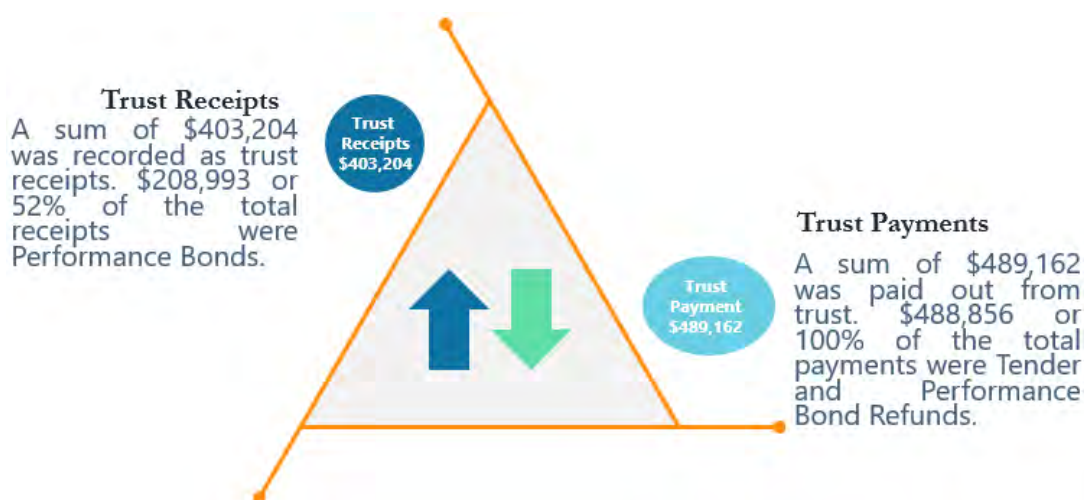 Trust Receipts
A sum of $403,204
was recorded as trust
receipts. $208,993 or
52% of the total
receipts were
Performance Bonds.
Trust
Receipts
$403,204
Trust Payments
A sum of $489,162
was paid out from
trust. $488,856 or
100% of the total
payments were Tender
and Performance
Bond Refunds.
Trust
Payment
$489,162